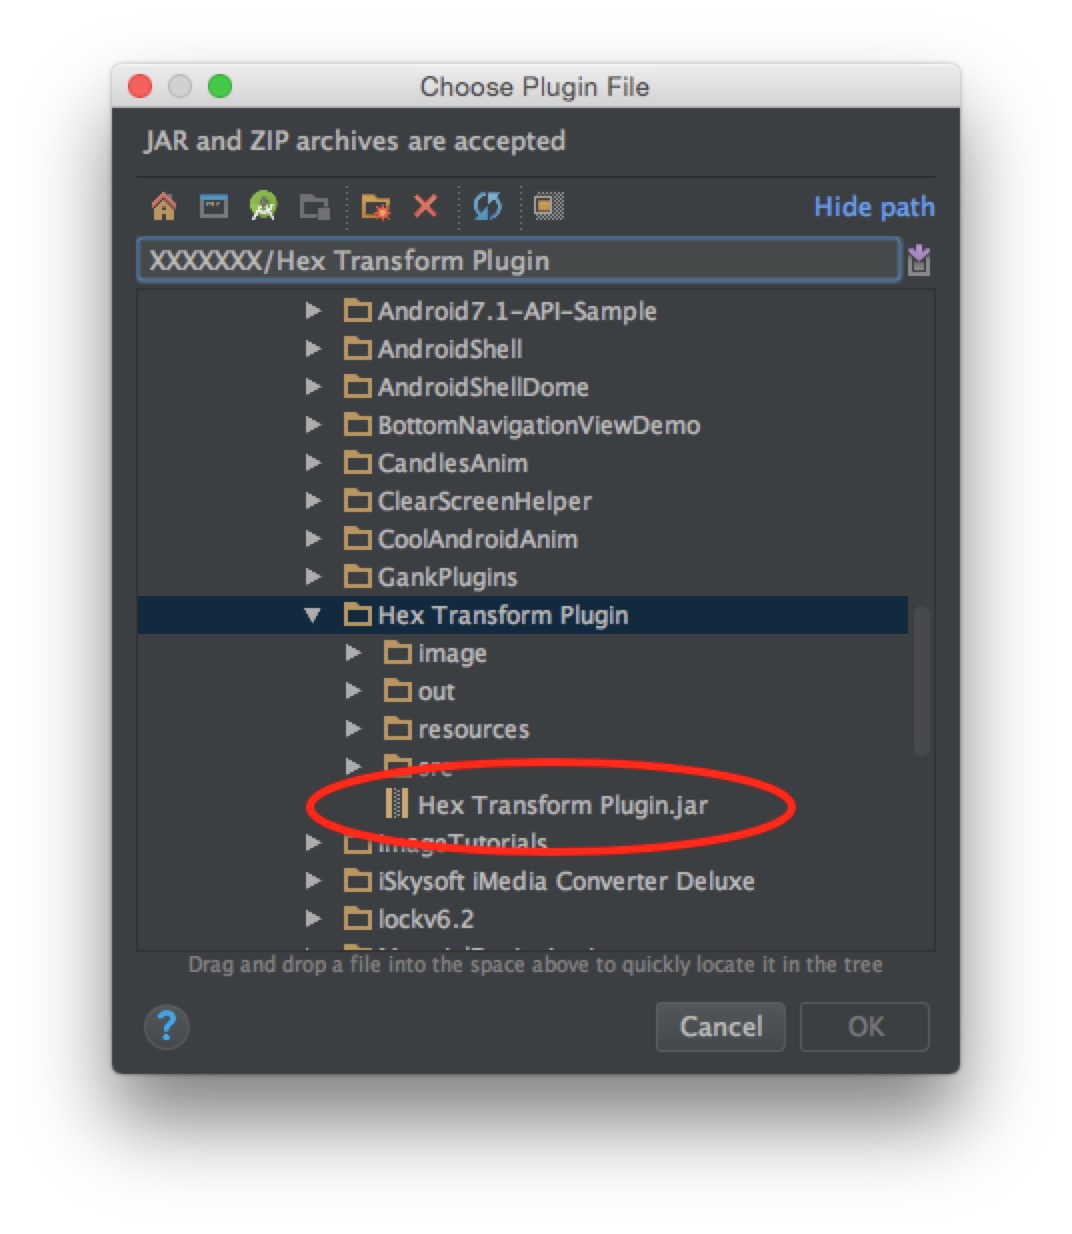 Choose Plugin File
JAR and ZIP archives are accepted
Hide path
XXXXXXX/Hex Transform Plugin
Android7.1-API-Sample
AndroidShell
AndroidShellDome
BottomNavigationViewDemo
CandlesAnim
ClearScreenHelper
CoolAndroidAnim
GankPlugins
Hex Transform Plugin
image
out
resources
src
Hex Transform Plugin.jar
ImageTutorials
iSkysoft iMedia Converter Deluxe
lockv6.2
Drag and drop a file into the space above to quickly locate it in the tree
?
Cancel
OK